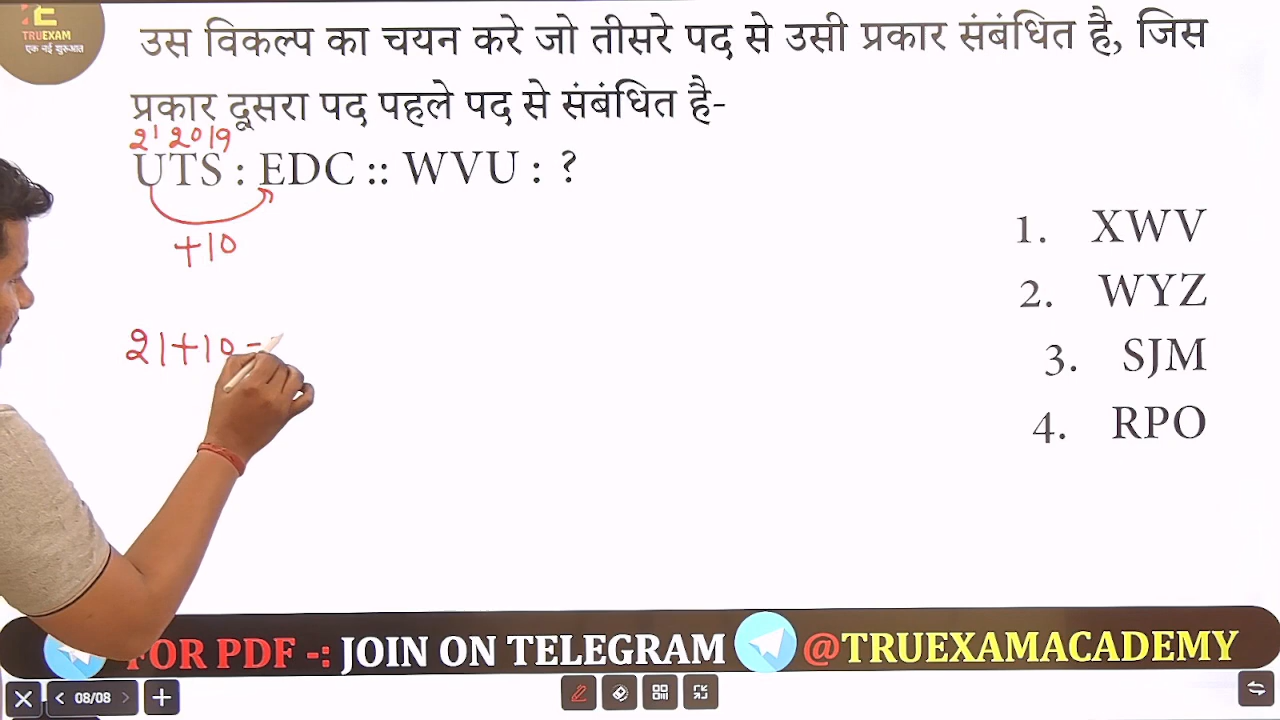 TRUEXAM
एक नई शुरुआत
उस विकल्प का चयन करे जो तीसरे पद से उसी प्रकार संबंधित है, जिस
प्रकार दूसरा पद पहले पद से संबंधित है-
21 20 19
UTS : EDC :: WVU : ?
+10
21+10=
1. XWV
2. WYZ
3. SJM
4. RPO
FOR PDF -: JOIN ON TELEGRAM @TRUEXAMACADEMY
08/08